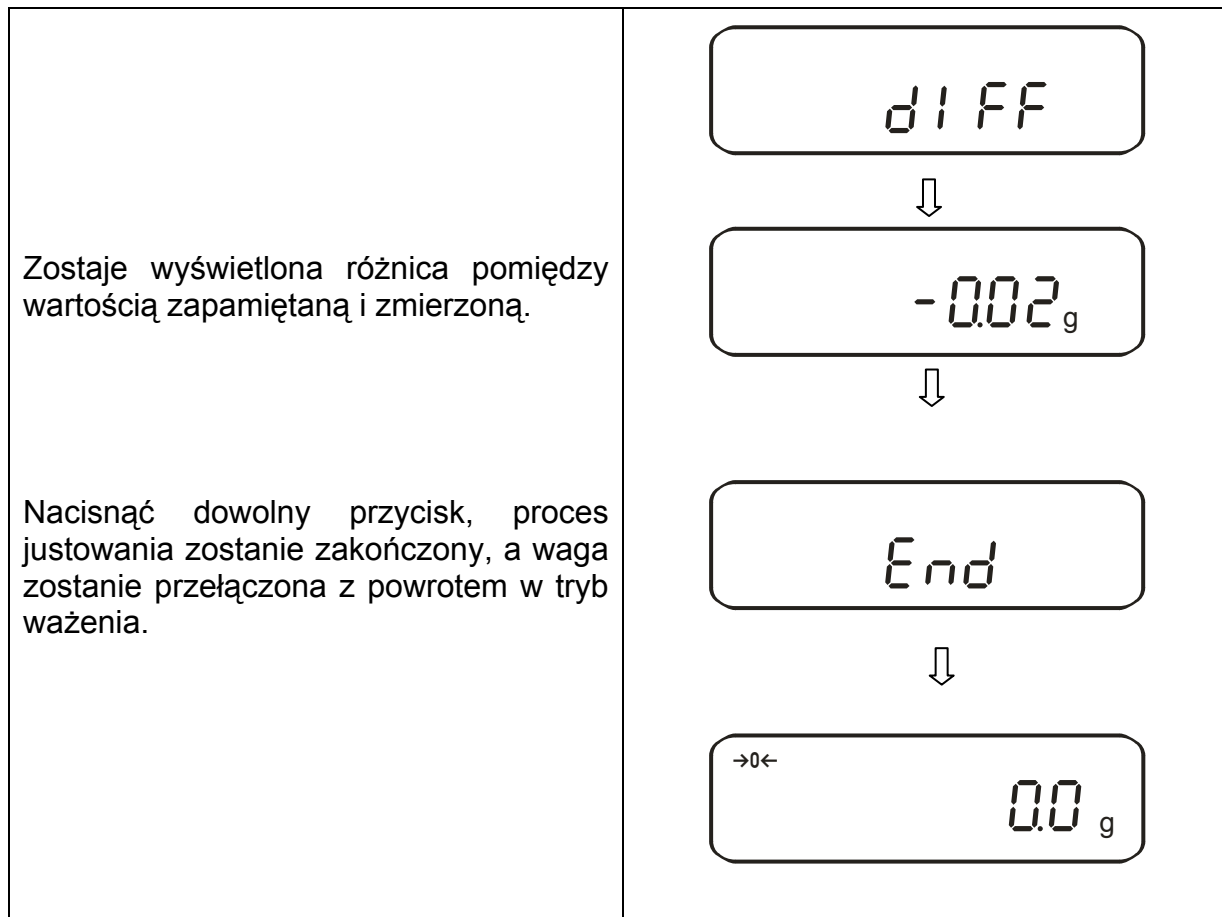 dIFF
Zostaje wyświetlona różnica pomiędzy
wartością zapamiętaną i zmierzoną.
-0.02 g
Nacisnąć dowolny przycisk, proces
justowania zostanie zakończony, a waga
zostanie przełączona z powrotem w tryb
ważenia.
End
→0←
0.0 g